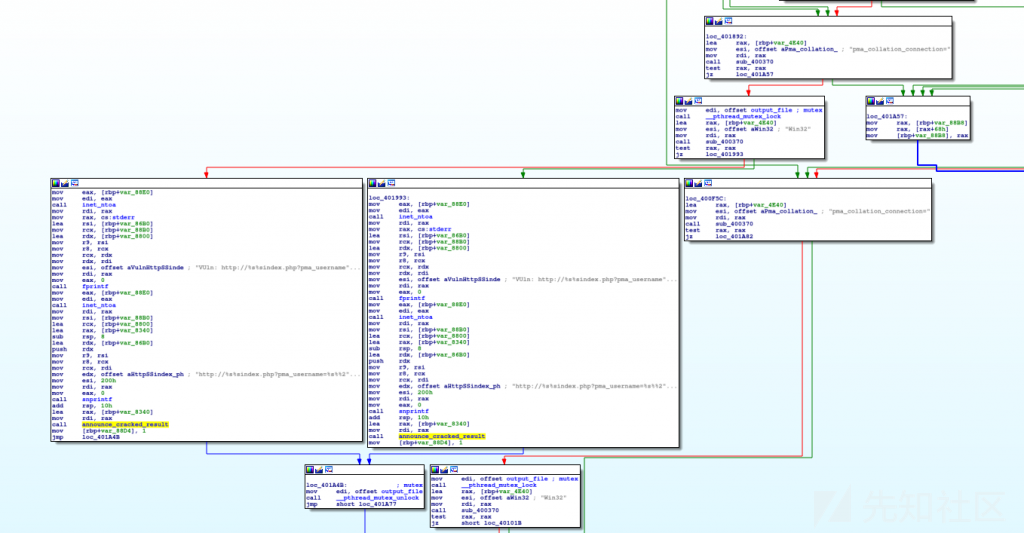 loc_401892:
lea rax, [rbp+var_4E40]
mov esi, offset aPma_collation_ ; "pma_collation_connection="
mov rdi, rax
call sub_400370
test rax, rax
jz loc_401A57
mov edi, offset output_file ; mutex
call __pthread_mutex_lock
lea rax, [rbp+var_4E40]
mov esi, offset aWin32 ; "Win32"
mov rdi, rax
call sub_400370
test rax, rax
jz loc_401993
loc_401A57:
mov rax, [rbp+var_88B8]
mov rax, [rax+68h]
mov [rbp+var_88B8], rax
mov eax, [rbp+var_88E0]
mov edi, eax
call inet_ntoa
mov rdi, rax
mov rax, cs:stderr
lea rsi, [rbp+var_86B0]
mov rcx, [rbp+var_88B0]
lea rdx, [rbp+var_8800]
mov r9, rsi
mov r8, rcx
mov rcx, rdx
mov rdx, rdi
mov esi, offset aVulnHttpSSinde ; "VUln: http://%s%sindex.php?pma_username"...
mov rdi, rax
mov eax, 0
call fprintf
mov eax, [rbp+var_88E0]
mov edi, eax
call inet_ntoa
mov rdi, rax
mov rsi, [rbp+var_88B0]
lea rcx, [rbp+var_8800]
lea rax, [rbp+var_8340]
sub rsp, 8
lea rdx, [rbp+var_86B0]
push rdx
mov r9, rsi
mov r8, rcx
mov rcx, rdi
mov edx, offset aHttpSSindex_ph ; "http://%s%sindex.php?pma_username=%s%%2"...
mov esi, 200h
mov rdi, rax
mov eax, 0
call snprintf
add rsp, 10h
lea rax, [rbp+var_8340]
mov rdi, rax
call announce_cracked_result
mov [rbp+var_88D4], 1
jmp loc_401A4B
loc_401993:
mov eax, [rbp+var_88E0]
mov edi, eax
call inet_ntoa
mov rdi, rax
mov rax, cs:stderr
lea rsi, [rbp+var_86B0]
mov rcx, [rbp+var_88B0]
lea rdx, [rbp+var_8800]
mov r9, rsi
mov r8, rcx
mov rcx, rdx
mov rdx, rdi
mov esi, offset aVulnHttpSSinde ; "VUln: http://%s%sindex.php?pma_username"...
mov rdi, rax
mov eax, 0
call fprintf
mov eax, [rbp+var_88E0]
mov edi, eax
call inet_ntoa
mov rdi, rax
mov rsi, [rbp+var_88B0]
lea rcx, [rbp+var_8800]
lea rax, [rbp+var_8340]
sub rsp, 8
lea rdx, [rbp+var_86B0]
push rdx
mov r9, rsi
mov r8, rcx
mov rcx, rdi
mov edx, offset aHttpSSindex_ph ; "http://%s%sindex.php?pma_username=%s%%2"...
mov esi, 200h
mov rdi, rax
mov eax, 0
call snprintf
add rsp, 10h
lea rax, [rbp+var_8340]
mov rdi, rax
call announce_cracked_result
mov [rbp+var_88D4], 1
loc_400F5C:
lea rax, [rbp+var_4E40]
mov esi, offset aPma_collation_ ; "pma_collation_connection="
mov rdi, rax
call sub_400370
test rax, rax
jz loc_401A82
loc_401A4B: ; mutex
mov edi, offset output_file
call __pthread_mutex_unlock
jmp short loc_401A77
mov edi, offset output_file ; mutex
call __pthread_mutex_lock
lea rax, [rbp+var_4E40]
mov esi, offset aWin32 ; "Win32"
mov rdi, rax
call sub_400370
test rax, rax
jz short loc_40101B
先知社区